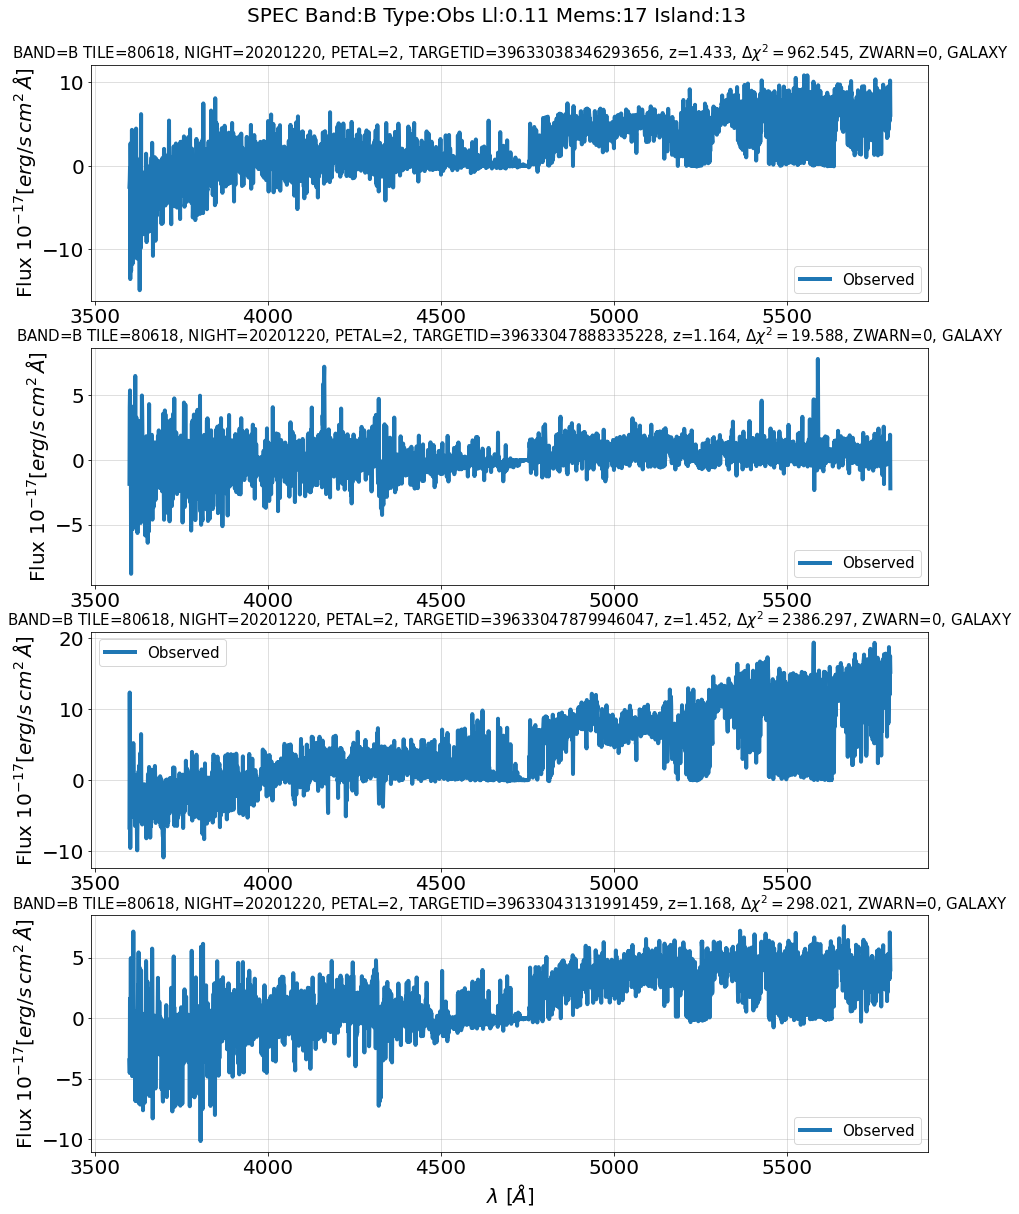 SPEC Band:B Type:Obs Ll:0.11 Mems:17 Island:13
BAND=B TILE=80618, NIGHT=20201220, PETAL=2, TARGETID=39633038346293656, z=1.433, Δχ²=962.545, ZWARN=0, GALAXY
Flux 10⁻¹⁷[erg/s cm² Å]
10
0
−10
Observed
3500 4000 4500 5000 5500
BAND=B TILE=80618, NIGHT=20201220, PETAL=2, TARGETID=39633047888335228, z=1.164, Δχ²=19.588, ZWARN=0, GALAXY
Flux 10⁻¹⁷[erg/s cm² Å]
5
0
−5
Observed
3500 4000 4500 5000 5500
BAND=B TILE=80618, NIGHT=20201220, PETAL=2, TARGETID=39633047879946047, z=1.452, Δχ²=2386.297, ZWARN=0, GALAXY
Flux 10⁻¹⁷[erg/s cm² Å]
20
10
0
−10
Observed
3500 4000 4500 5000 5500
BAND=B TILE=80618, NIGHT=20201220, PETAL=2, TARGETID=39633043131991459, z=1.168, Δχ²=298.021, ZWARN=0, GALAXY
Flux 10⁻¹⁷[erg/s cm² Å]
5
0
−5
−10
Observed
3500 4000 4500 5000 5500
λ [Å]